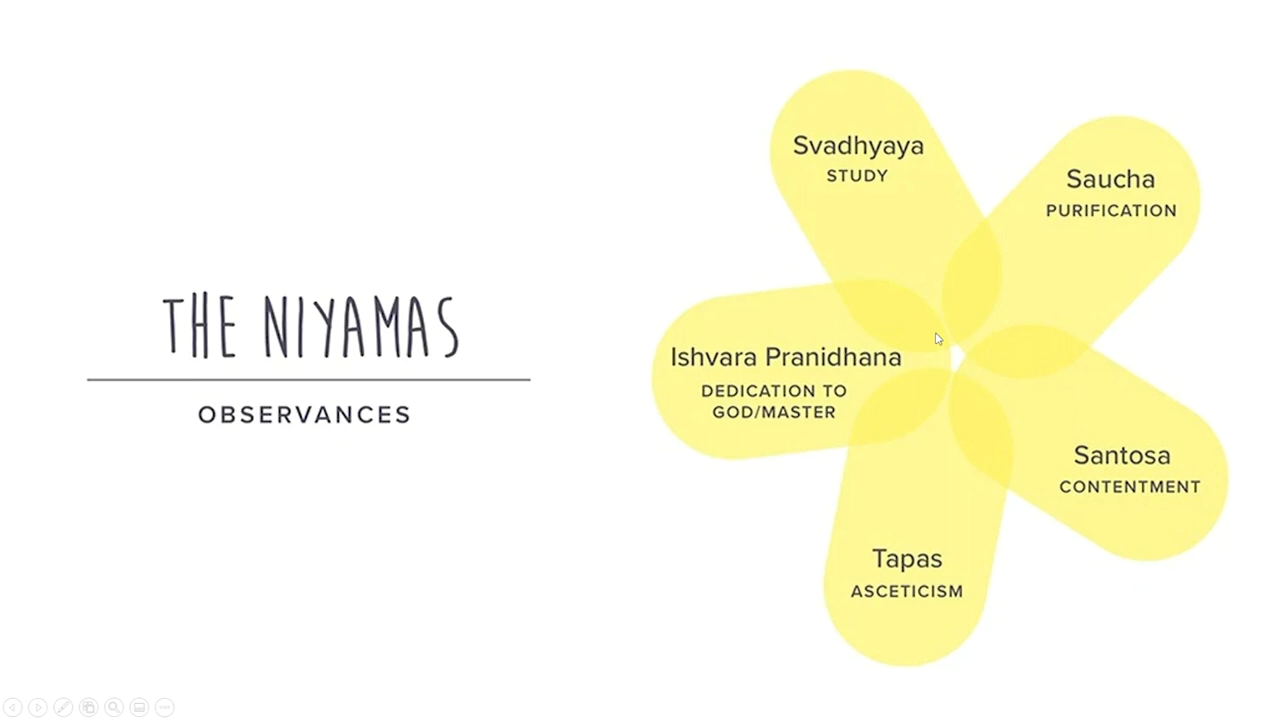 THE NIYAMAS
OBSERVANCES
Svadhyaya
STUDY
Saucha
PURIFICATION
Ishvara Pranidhana
DEDICATION TO
GOD/MASTER
Santosa
CONTENTMENT
Tapas
ASCETICISM